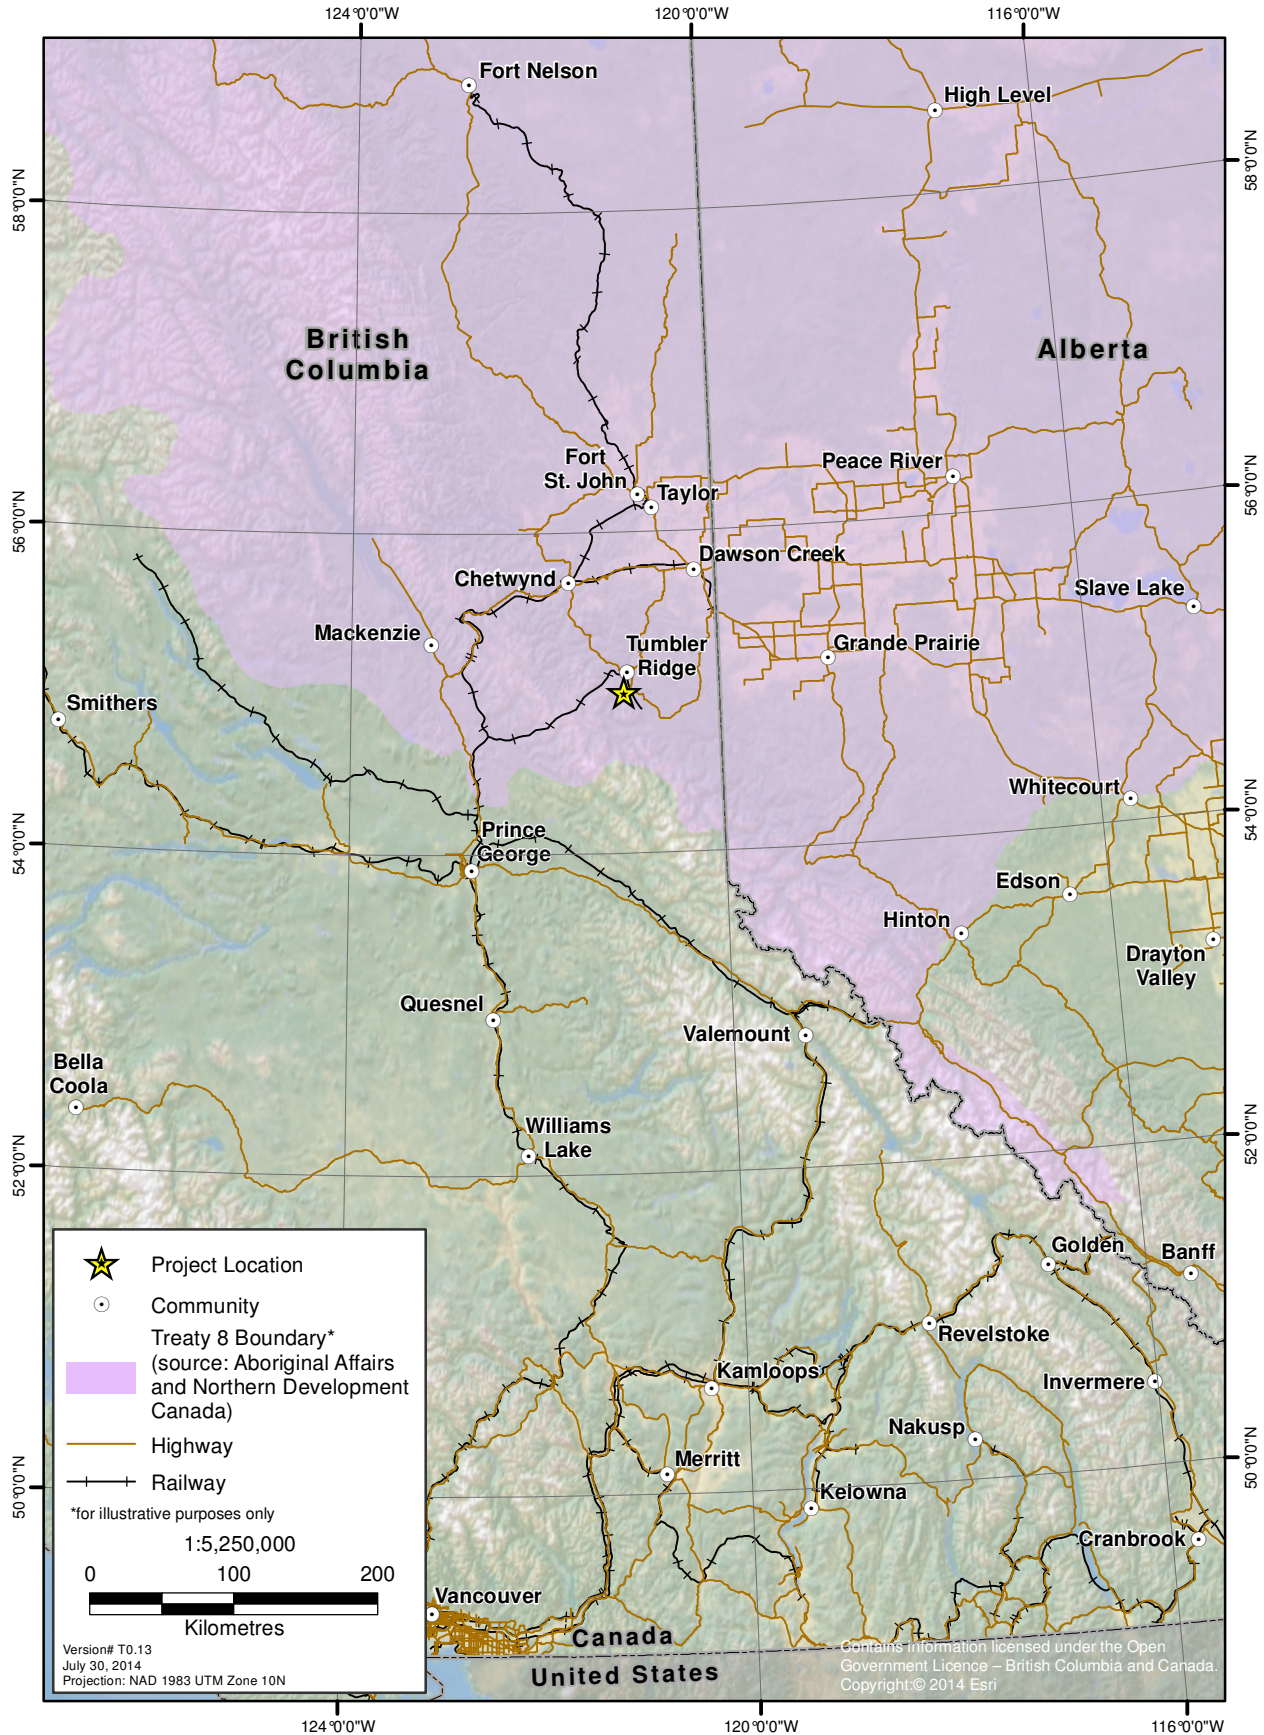 124°0'0"W
120°0'0"W
116°0'0"W
Fort Nelson
High Level
58°0'0"N
58°0'0"N
British
Columbia
Alberta
Fort
St. John
Peace River
Taylor
56°0'0"N
56°0'0"N
Dawson Creek
Chetwynd
Slave Lake
Mackenzie
Tumbler
Ridge
Grande Prairie
Smithers
Whitecourt
54°0'0"N
54°0'0"N
Prince
George
Edson
Hinton
Drayton
Valley
Quesnel
Valemount
Bella
Coola
Williams
Lake
52°0'0"N
52°0'0"N
Golden
Banff
Revelstoke
Kamloops
Invermere
Nakusp
Merritt
Kelowna
50°0'0"N
50°0'0"N
Cranbrook
Vancouver
Canada
United States
Project Location
Community
Treaty 8 Boundary*
(source: Aboriginal Affairs
and Northern Development
Canada)
Highway
Railway
*for illustrative purposes only
1:5,250,000
0 100 200
Kilometres
Version# T0.13
July 30, 2014
Projection: NAD 1983 UTM Zone 10N
Contains information licensed under the Open
Government Licence – British Columbia and Canada.
Copyright:© 2014 Esri
124°0'0"W
120°0'0"W
116°0'0"W